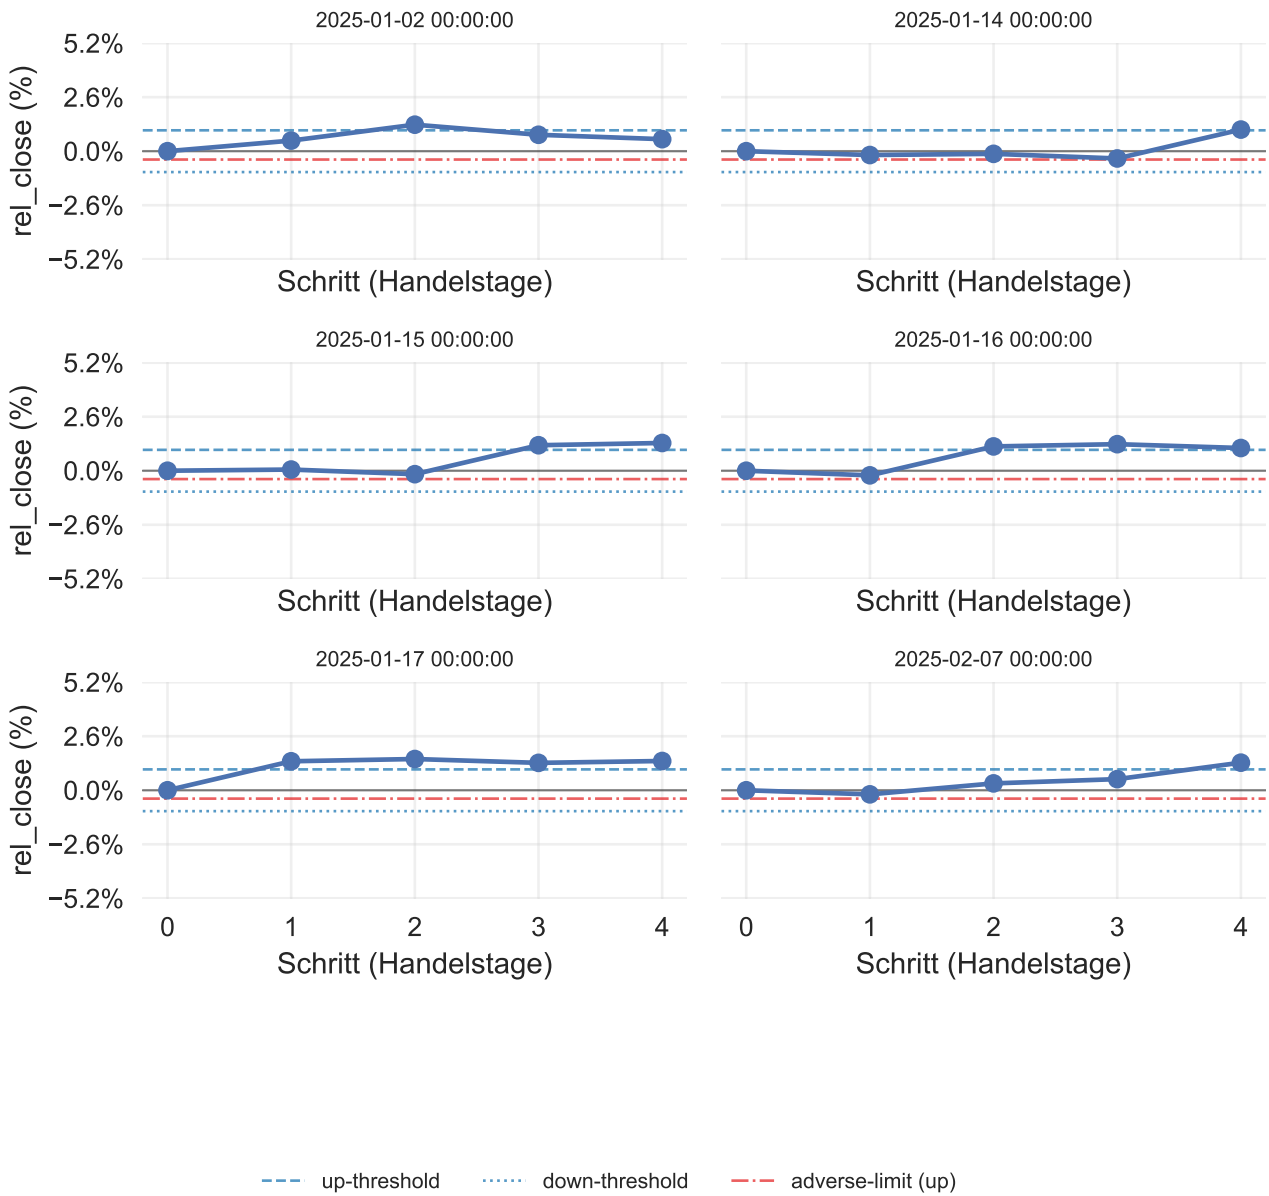 2025-01-02 00:00:00
2025-01-14 00:00:00
5.2%
2.6%
0.0%
−2.6%
−5.2%
rel_close (%)
Schritt (Handelstage)
Schritt (Handelstage)
2025-01-15 00:00:00
2025-01-16 00:00:00
5.2%
2.6%
0.0%
−2.6%
−5.2%
rel_close (%)
Schritt (Handelstage)
Schritt (Handelstage)
2025-01-17 00:00:00
2025-02-07 00:00:00
5.2%
2.6%
0.0%
−2.6%
−5.2%
rel_close (%)
0 1 2 3 4
0 1 2 3 4
Schritt (Handelstage)
Schritt (Handelstage)
up-threshold down-threshold adverse-limit (up)